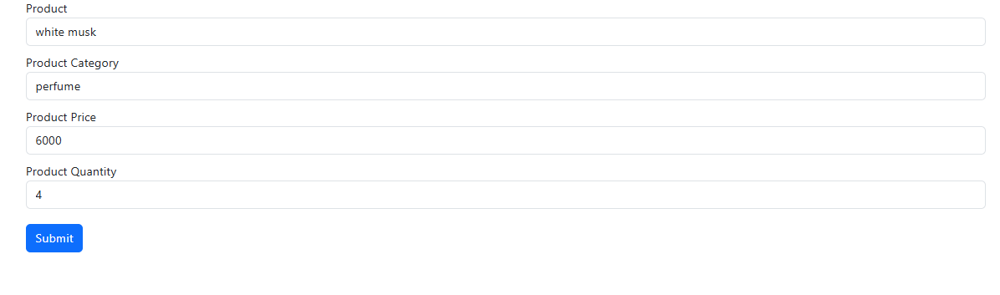 Product
white musk
Product Category
perfume
Product Price
6000
Product Quantity
4
Submit